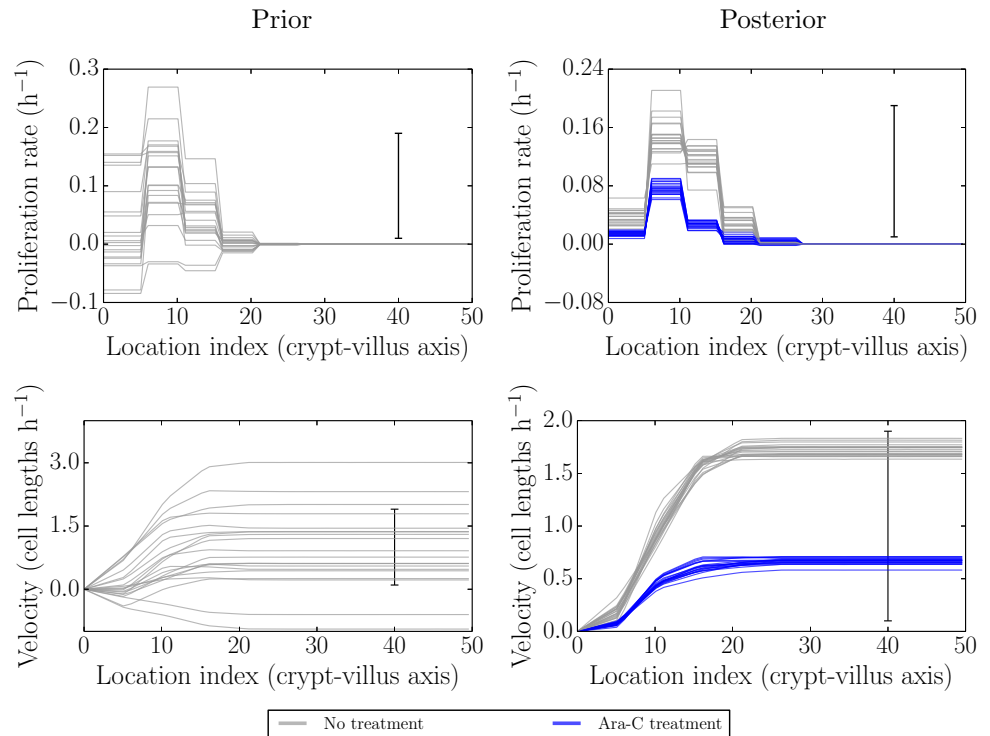 Prior
Posterior
Proliferation rate (h−1)
0.3
0.2
0.1
0.0
−0.1
0 10 20 30 40 50
Location index (crypt-villus axis)
Proliferation rate (h−1)
0.24
0.16
0.08
0.00
−0.08
0 10 20 30 40 50
Location index (crypt-villus axis)
Velocity (cell lengths h−1)
3.0
1.5
0.0
0 10 20 30 40 50
Location index (crypt-villus axis)
Velocity (cell lengths h−1)
2.0
1.5
1.0
0.5
0.0
0 10 20 30 40 50
Location index (crypt-villus axis)
No treatment
Ara-C treatment